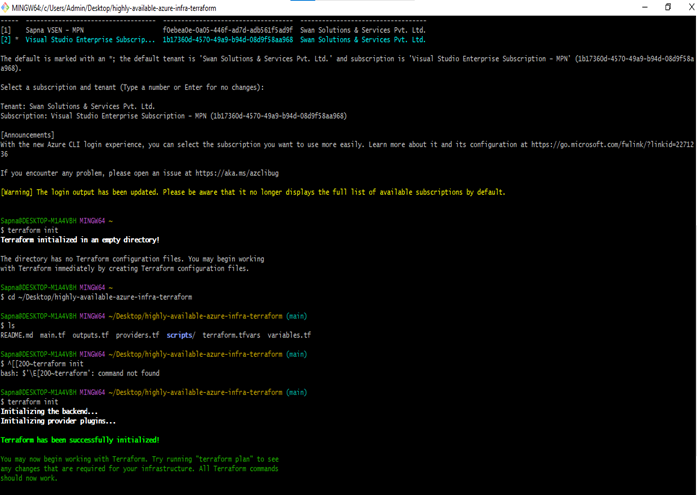 MINGW64:/c/Users/Admin/Desktop/highly-available-azure-infra-terraform
[1] Sapna VSEN - MPN f0ebea0e-0a05-446f-ad7d-adb561f5ad9f Swan Solutions & Services Pvt. Ltd.
[2] * Visual Studio Enterprise Subscrip... 1b17360d-4570-49a9-b94d-08d9f58aa968 Swan Solutions & Services Pvt. Ltd.
The default is marked with an *; the default tenant is 'Swan Solutions & Services Pvt. Ltd.' and subscription is 'Visual Studio Enterprise Subscription - MPN' (1b17360d-4570-49a9-b94d-08d9f58a
a968).
Select a subscription and tenant (Type a number or Enter for no changes):
Tenant: Swan Solutions & Services Pvt. Ltd.
Subscription: Visual Studio Enterprise Subscription - MPN (1b17360d-4570-49a9-b94d-08d9f58aa968)
[Announcements]
With the new Azure CLI login experience, you can select the subscription you want to use more easily. Learn more about it and its configuration at https://go.microsoft.com/fwlink/?linkid=22712
36
If you encounter any problem, please open an issue at https://aka.ms/azclibug
[Warning] The login output has been updated. Please be aware that it no longer displays the full list of available subscriptions by default.
Sapna@DESKTOP-M1A4V8H MINGW64 ~
$ terraform init
Terraform initialized in an empty directory!
The directory has no Terraform configuration files. You may begin working
with Terraform immediately by creating Terraform configuration files.
Sapna@DESKTOP-M1A4V8H MINGW64 ~
$ cd ~/Desktop/highly-available-azure-infra-terraform
Sapna@DESKTOP-M1A4V8H MINGW64 ~/Desktop/highly-available-azure-infra-terraform (main)
$ ls
README.md main.tf outputs.tf providers.tf scripts/ terraform.tfvars variables.tf
Sapna@DESKTOP-M1A4V8H MINGW64 ~/Desktop/highly-available-azure-infra-terraform (main)
$ ^[[200~terraform init
bash: $'\E[200~terraform': command not found
Sapna@DESKTOP-M1A4V8H MINGW64 ~/Desktop/highly-available-azure-infra-terraform (main)
$ terraform init
Initializing the backend...
Initializing provider plugins...
Terraform has been successfully initialized!
You may now begin working with Terraform. Try running "terraform plan" to see
any changes that are required for your infrastructure. All Terraform commands
should now work.